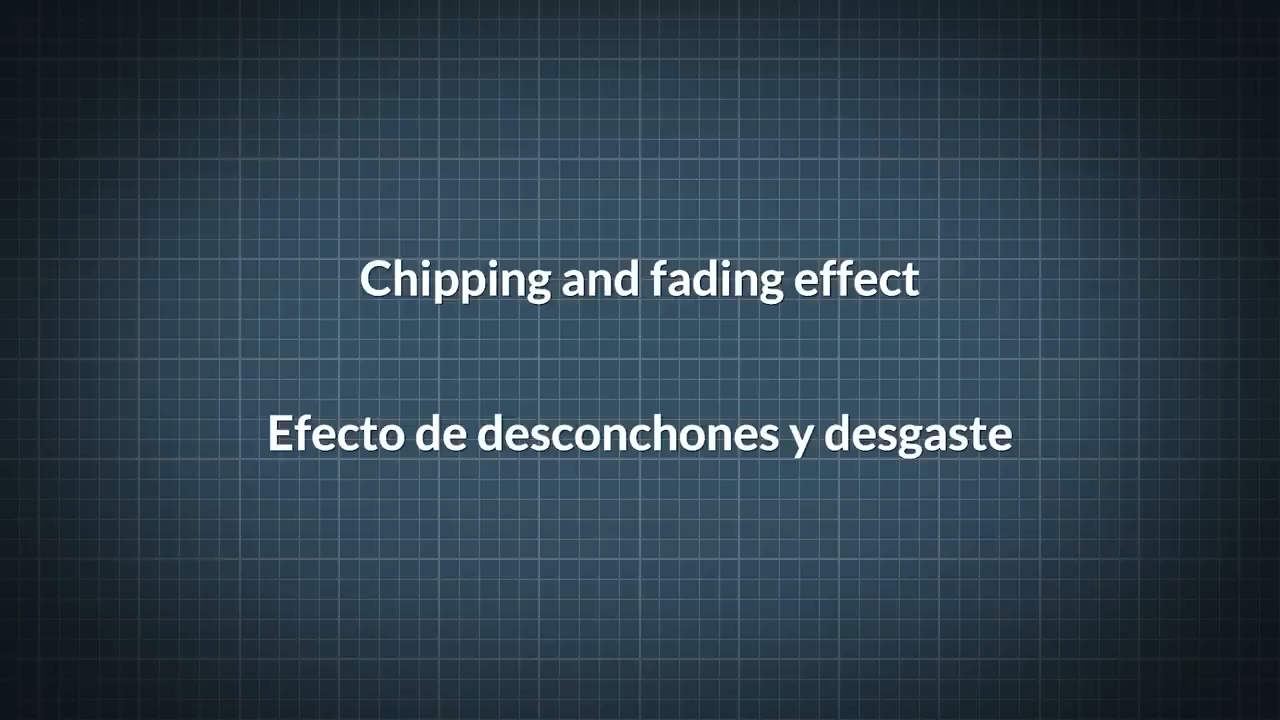 Chipping and fading effect
Efecto de desconchones y desgaste